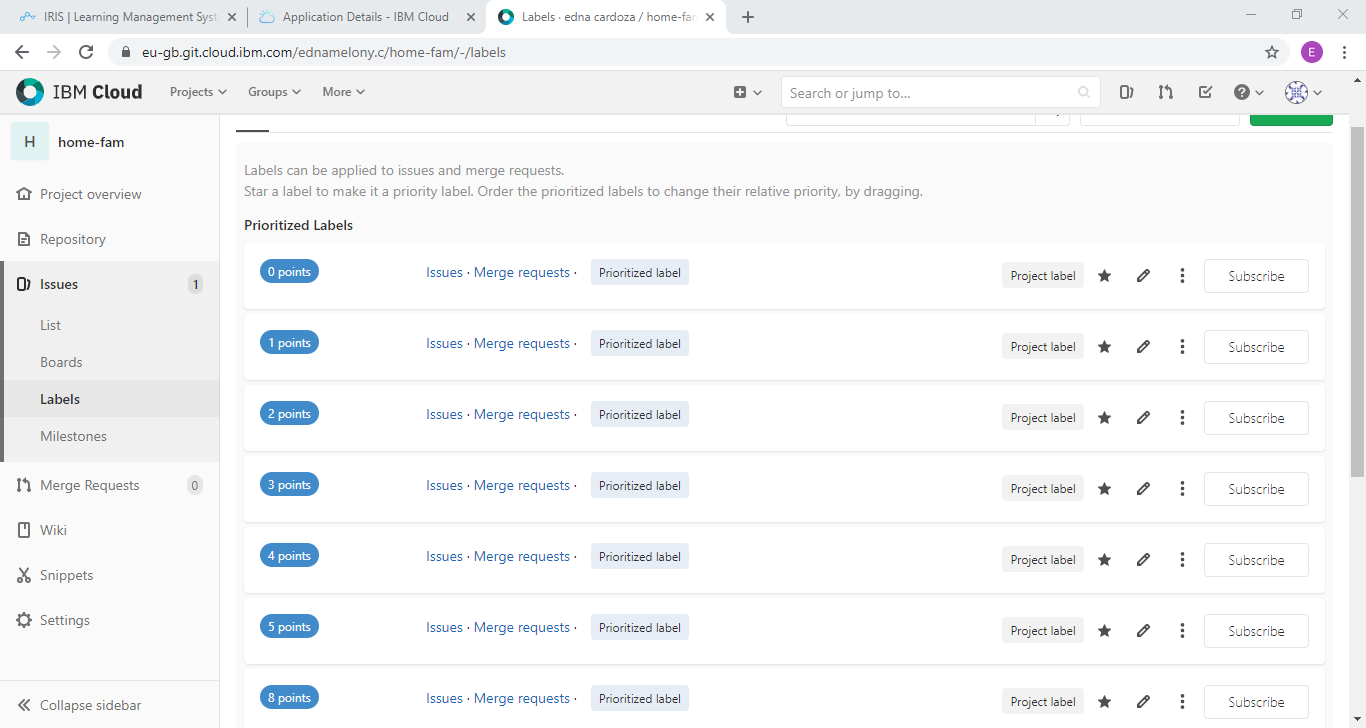 IRIS | Learning Management Syst
Application Details - IBM Cloud
Labels · edna cardoza / home-fam
eu-gb.git.cloud.ibm.com/ednamelony.c/home-fam/-/labels
E
IBM Cloud
Projects
Groups
More
Search or jump to...
H
home-fam
Project overview
Repository
Issues
1
List
Boards
Labels
Milestones
Merge Requests
0
Wiki
Snippets
Settings
Collapse sidebar
Labels can be applied to issues and merge requests.
Star a label to make it a priority label. Order the prioritized labels to change their relative priority, by dragging.
Prioritized Labels
0 points Issues · Merge requests · Prioritized label Project label Subscribe
1 points Issues · Merge requests · Prioritized label Project label Subscribe
2 points Issues · Merge requests · Prioritized label Project label Subscribe
3 points Issues · Merge requests · Prioritized label Project label Subscribe
4 points Issues · Merge requests · Prioritized label Project label Subscribe
5 points Issues · Merge requests · Prioritized label Project label Subscribe
8 points Issues · Merge requests · Prioritized label Project label Subscribe